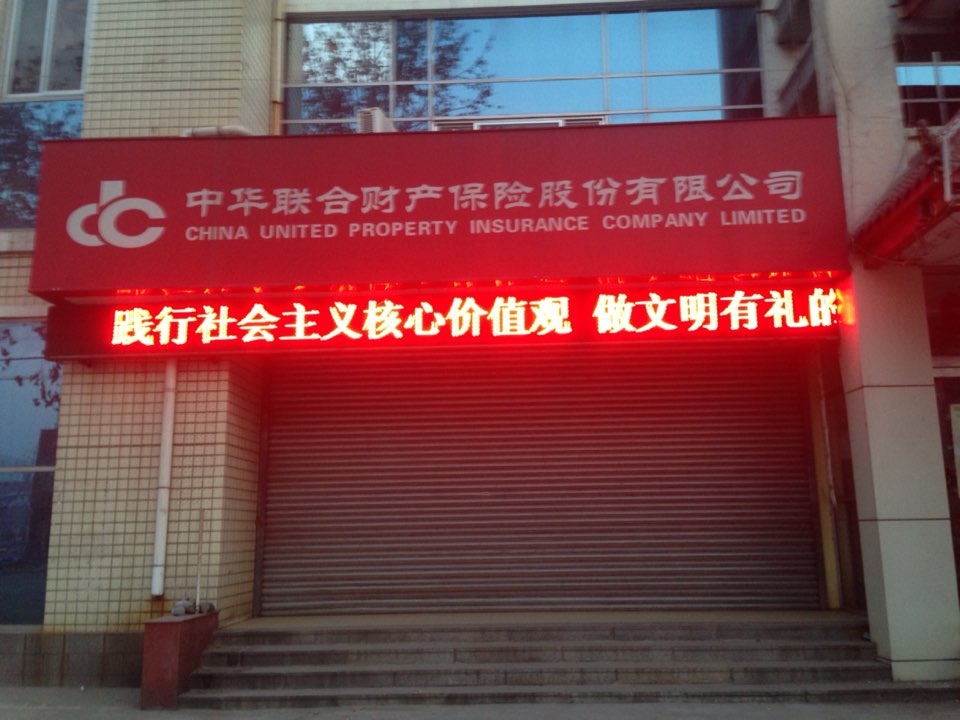 中华联合财产保险股份有限公司
CHINA UNITED PROPERTY INSURANCE COMPANY LIMITED
践行社会主义核心价值观 做文明有礼的